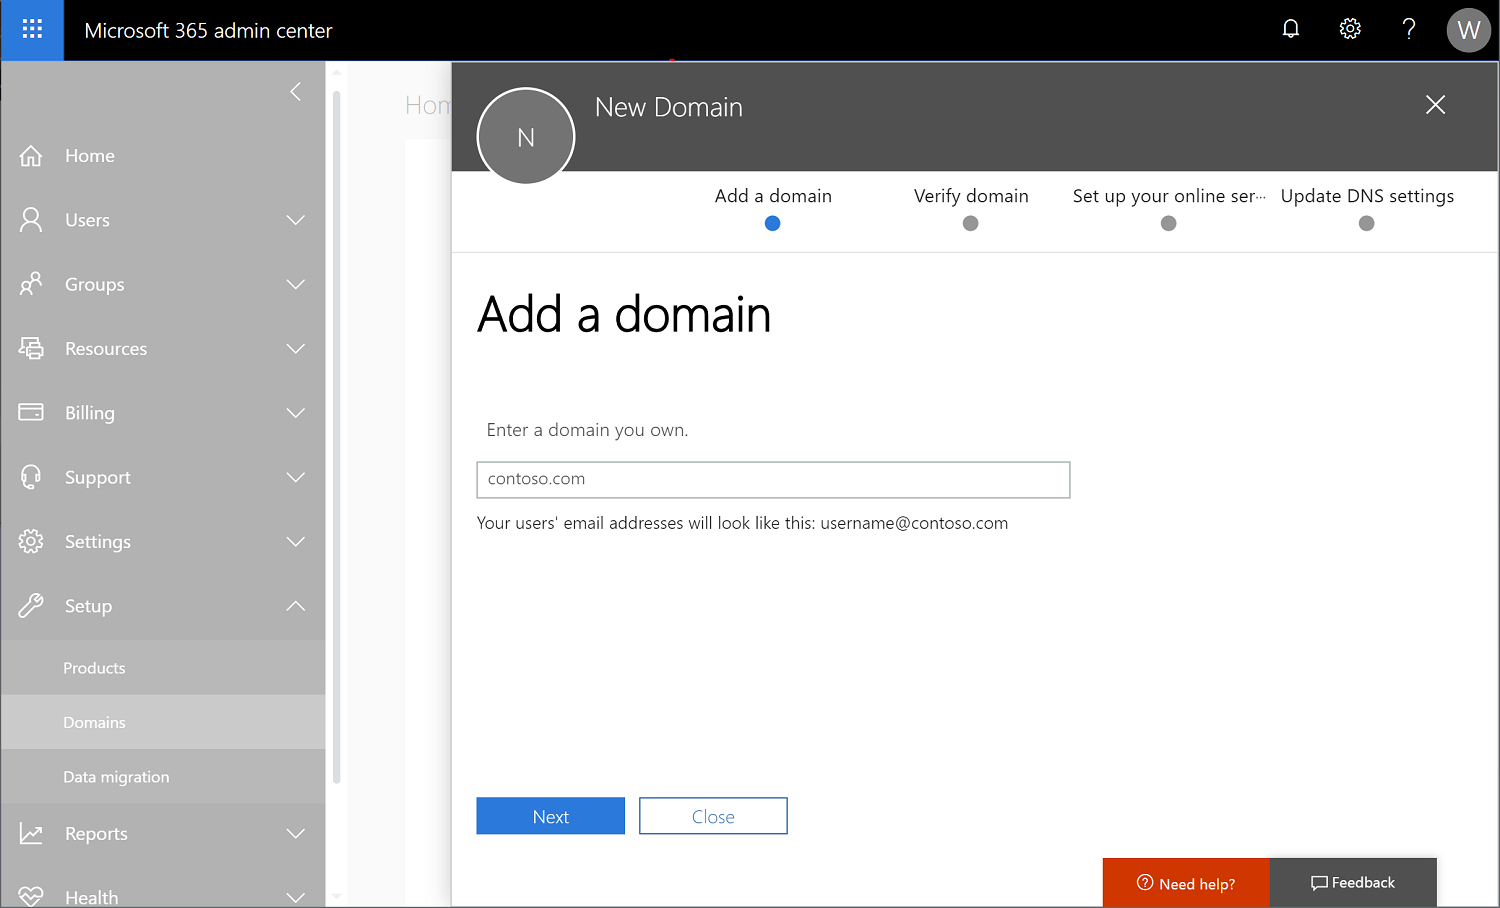 Microsoft 365 admin center
W
Home
Users
Groups
Resources
Billing
Support
Settings
Setup
Products
Domains
Data migration
Reports
Health
Hom
N
New Domain
Add a domain
Verify domain
Set up your online ser...
Update DNS settings
Add a domain
Enter a domain you own.
contoso.com
Your users' email addresses will look like this: username@contoso.com
Next
Close
Need help?
Feedback